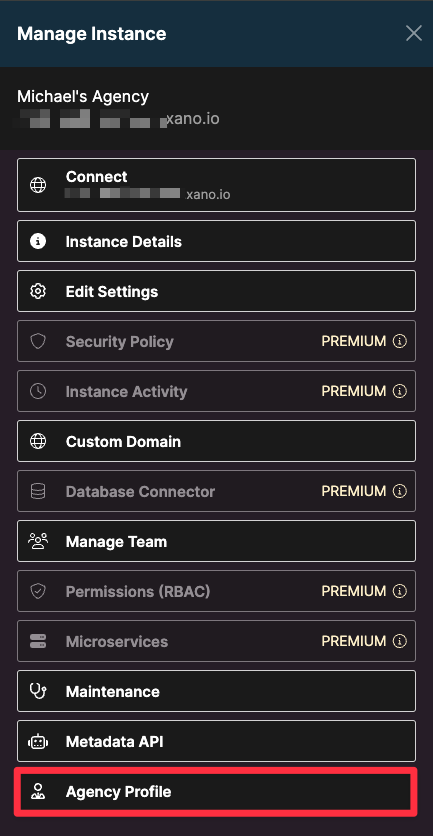 Manage Instance
Michael's Agency
xano.io
Connect
xano.io
Instance Details
Edit Settings
Security Policy PREMIUM
Instance Activity PREMIUM
Custom Domain
Database Connector PREMIUM
Manage Team
Permissions (RBAC) PREMIUM
Microservices PREMIUM
Maintenance
Metadata API
Agency Profile